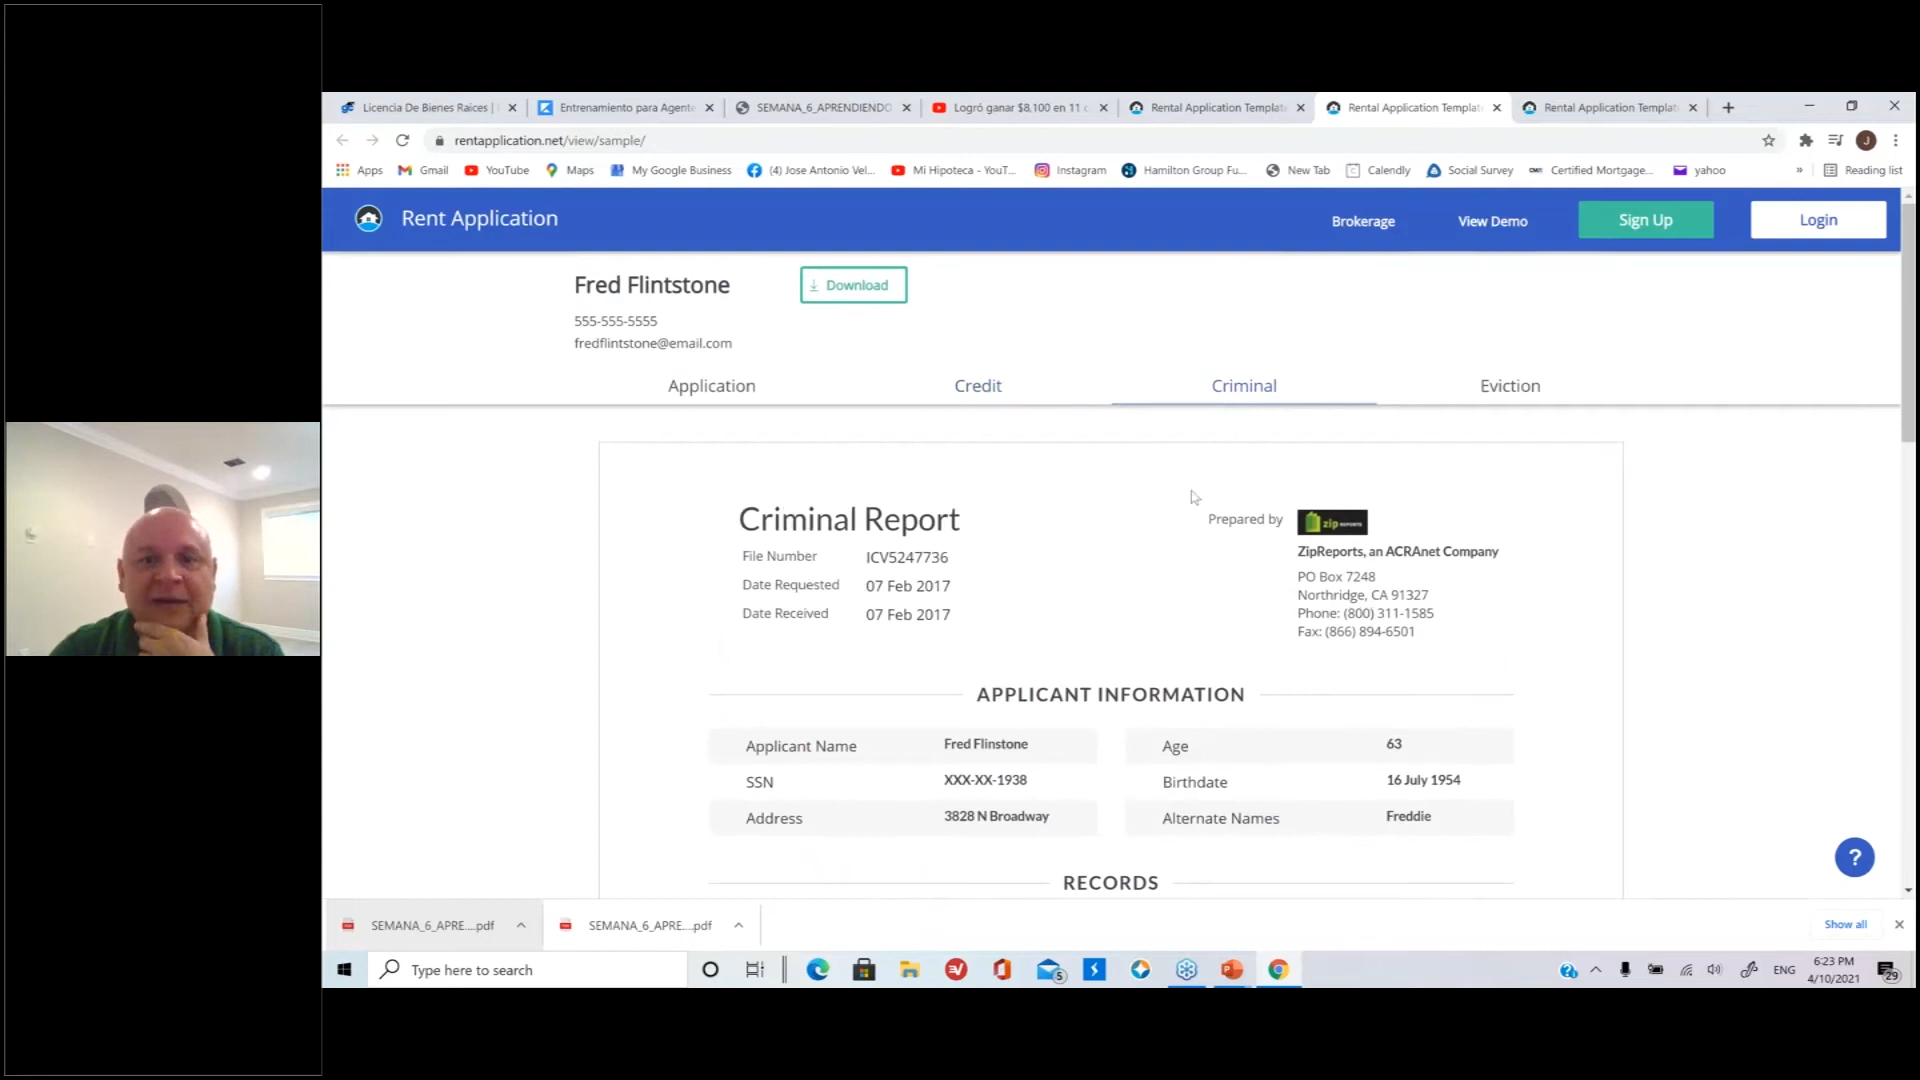 Licencia De Bienes Raices |
Entrenamiento para Agente
SEMANA_6_APRENDIENDO
Logró ganar $8,100 en 11
Rental Application Templat
Rental Application Templat
Rental Application Templat
rentapplication.net/view/sample/
Apps
Gmail
YouTube
Maps
My Google Business
(4) Jose Antonio Vel...
Mi Hipoteca - YouT...
Instagram
Hamilton Group Fu...
New Tab
Calendly
Social Survey
Certified Mortgage...
yahoo
»
Reading list
Rent Application
Brokerage
View Demo
Sign Up
Login
Fred Flintstone
Download
555-555-5555
fredflintstone@email.com
Application
Credit
Criminal
Eviction
Criminal Report
File Number ICV5247736
Date Requested 07 Feb 2017
Date Received 07 Feb 2017
Prepared by
zip REPORTS
ZipReports, an ACRAnet Company
PO Box 7248
Northridge, CA 91327
Phone: (800) 311-1585
Fax: (866) 894-6501
APPLICANT INFORMATION
Applicant Name Fred Flinstone
Age 63
SSN XXX-XX-1938
Birthdate 16 July 1954
Address 3828 N Broadway
Alternate Names Freddie
RECORDS
?
SEMANA_6_APRE....pdf
SEMANA_6_APRE....pdf
Show all
Type here to search
5
ENG
6:23 PM
4/10/2021
29